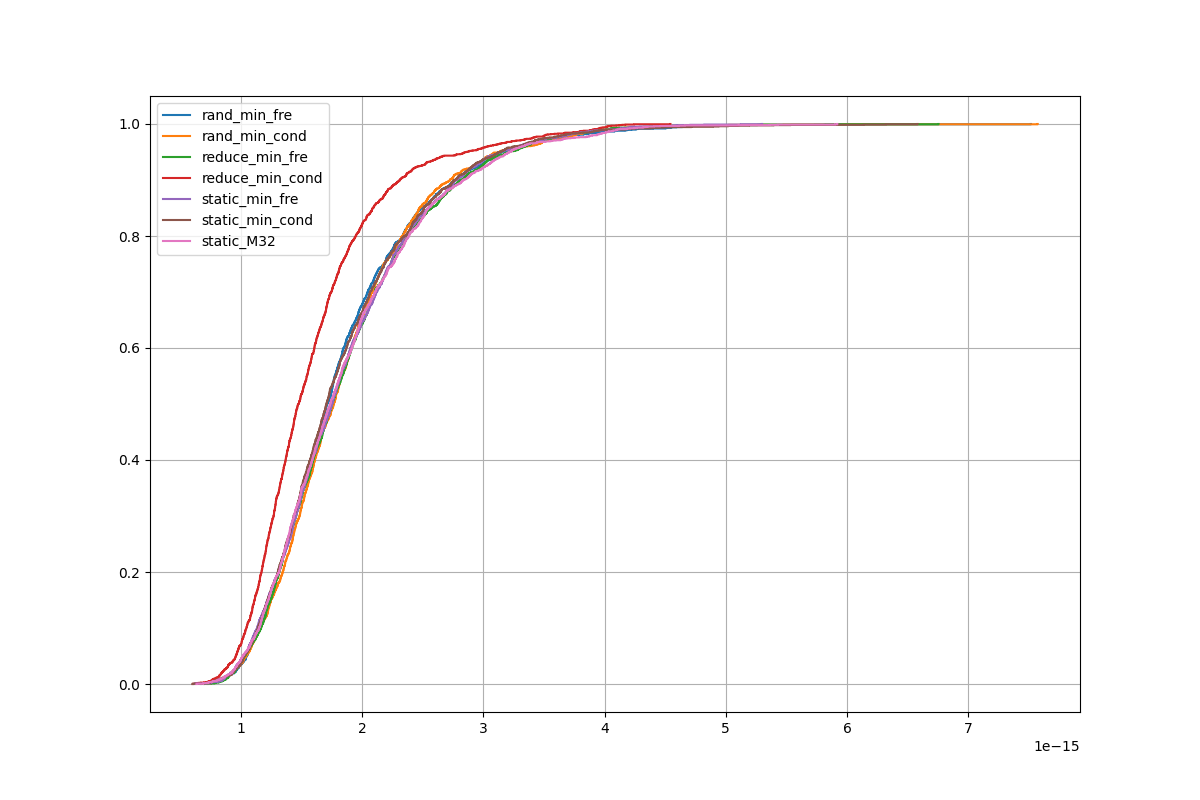 1.0
0.8
0.6
0.4
0.2
0.0
rand_min_fre
rand_min_cond
reduce_min_fre
reduce_min_cond
static_min_fre
static_min_cond
static_M32
1 2 3 4 5 6 7
1e−15